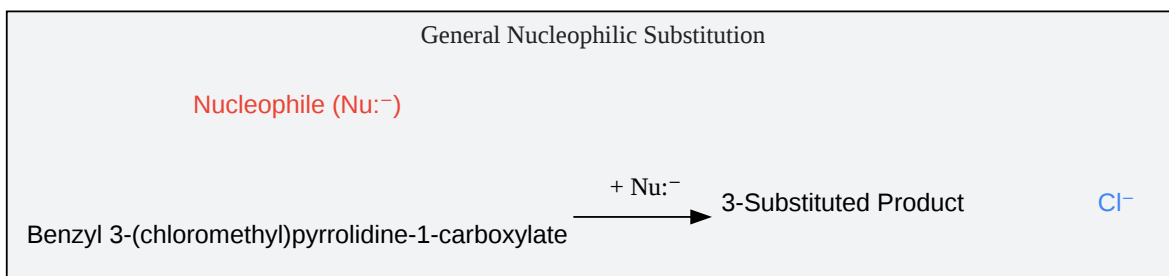 General Nucleophilic Substitution
Nucleophile (Nu:⁻)
+ Nu:⁻
3-Substituted Product
Cl⁻
Benzyl 3-(chloromethyl)pyrrolidine-1-carboxylate